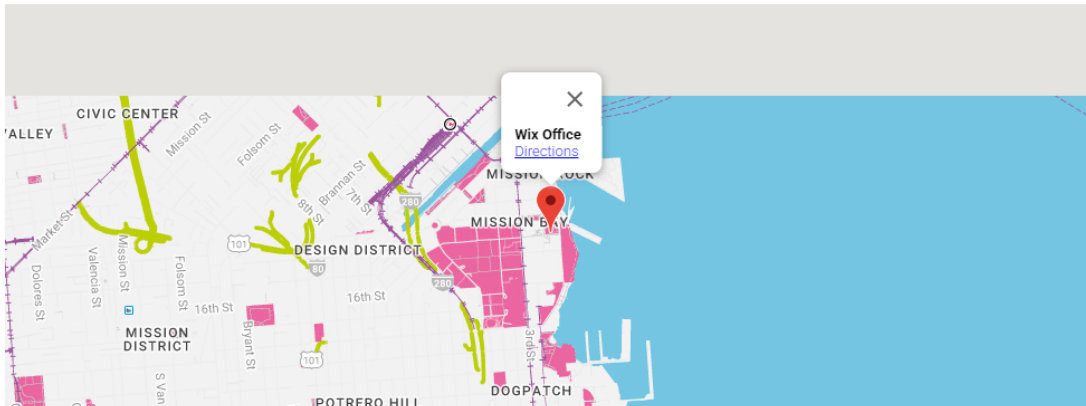 CIVIC CENTER
VALLEY
Mission St
Folsom St
Brannan St
7th St
8th St
280
Wix Office
Directions
MISSION ROCK
MISSION BAY
Market St
101
DESIGN DISTRICT
80
280
Dolores St
Valencia St
Mission St
Folsom St
16th St
16th St
MISSION
DISTRICT
Bryant St
101
3rd St
S Van
DOGPATCH
POTRERO HILL